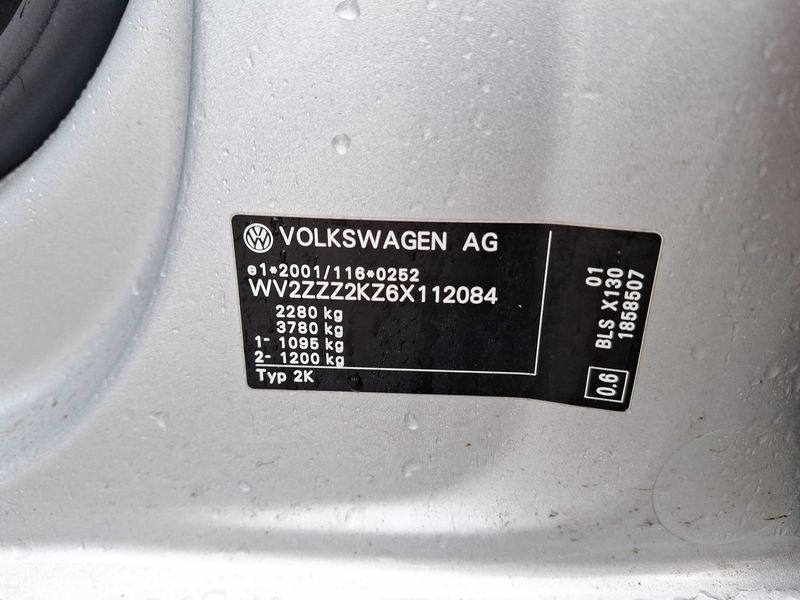 VOLKSWAGEN AG
e1*2001/116*0252
WV2ZZZ2KZ6X112084
2280 kg
3780 kg
1- 1095 kg
2- 1200 kg
Typ 2K
01
BLS X130
1858507
0.6